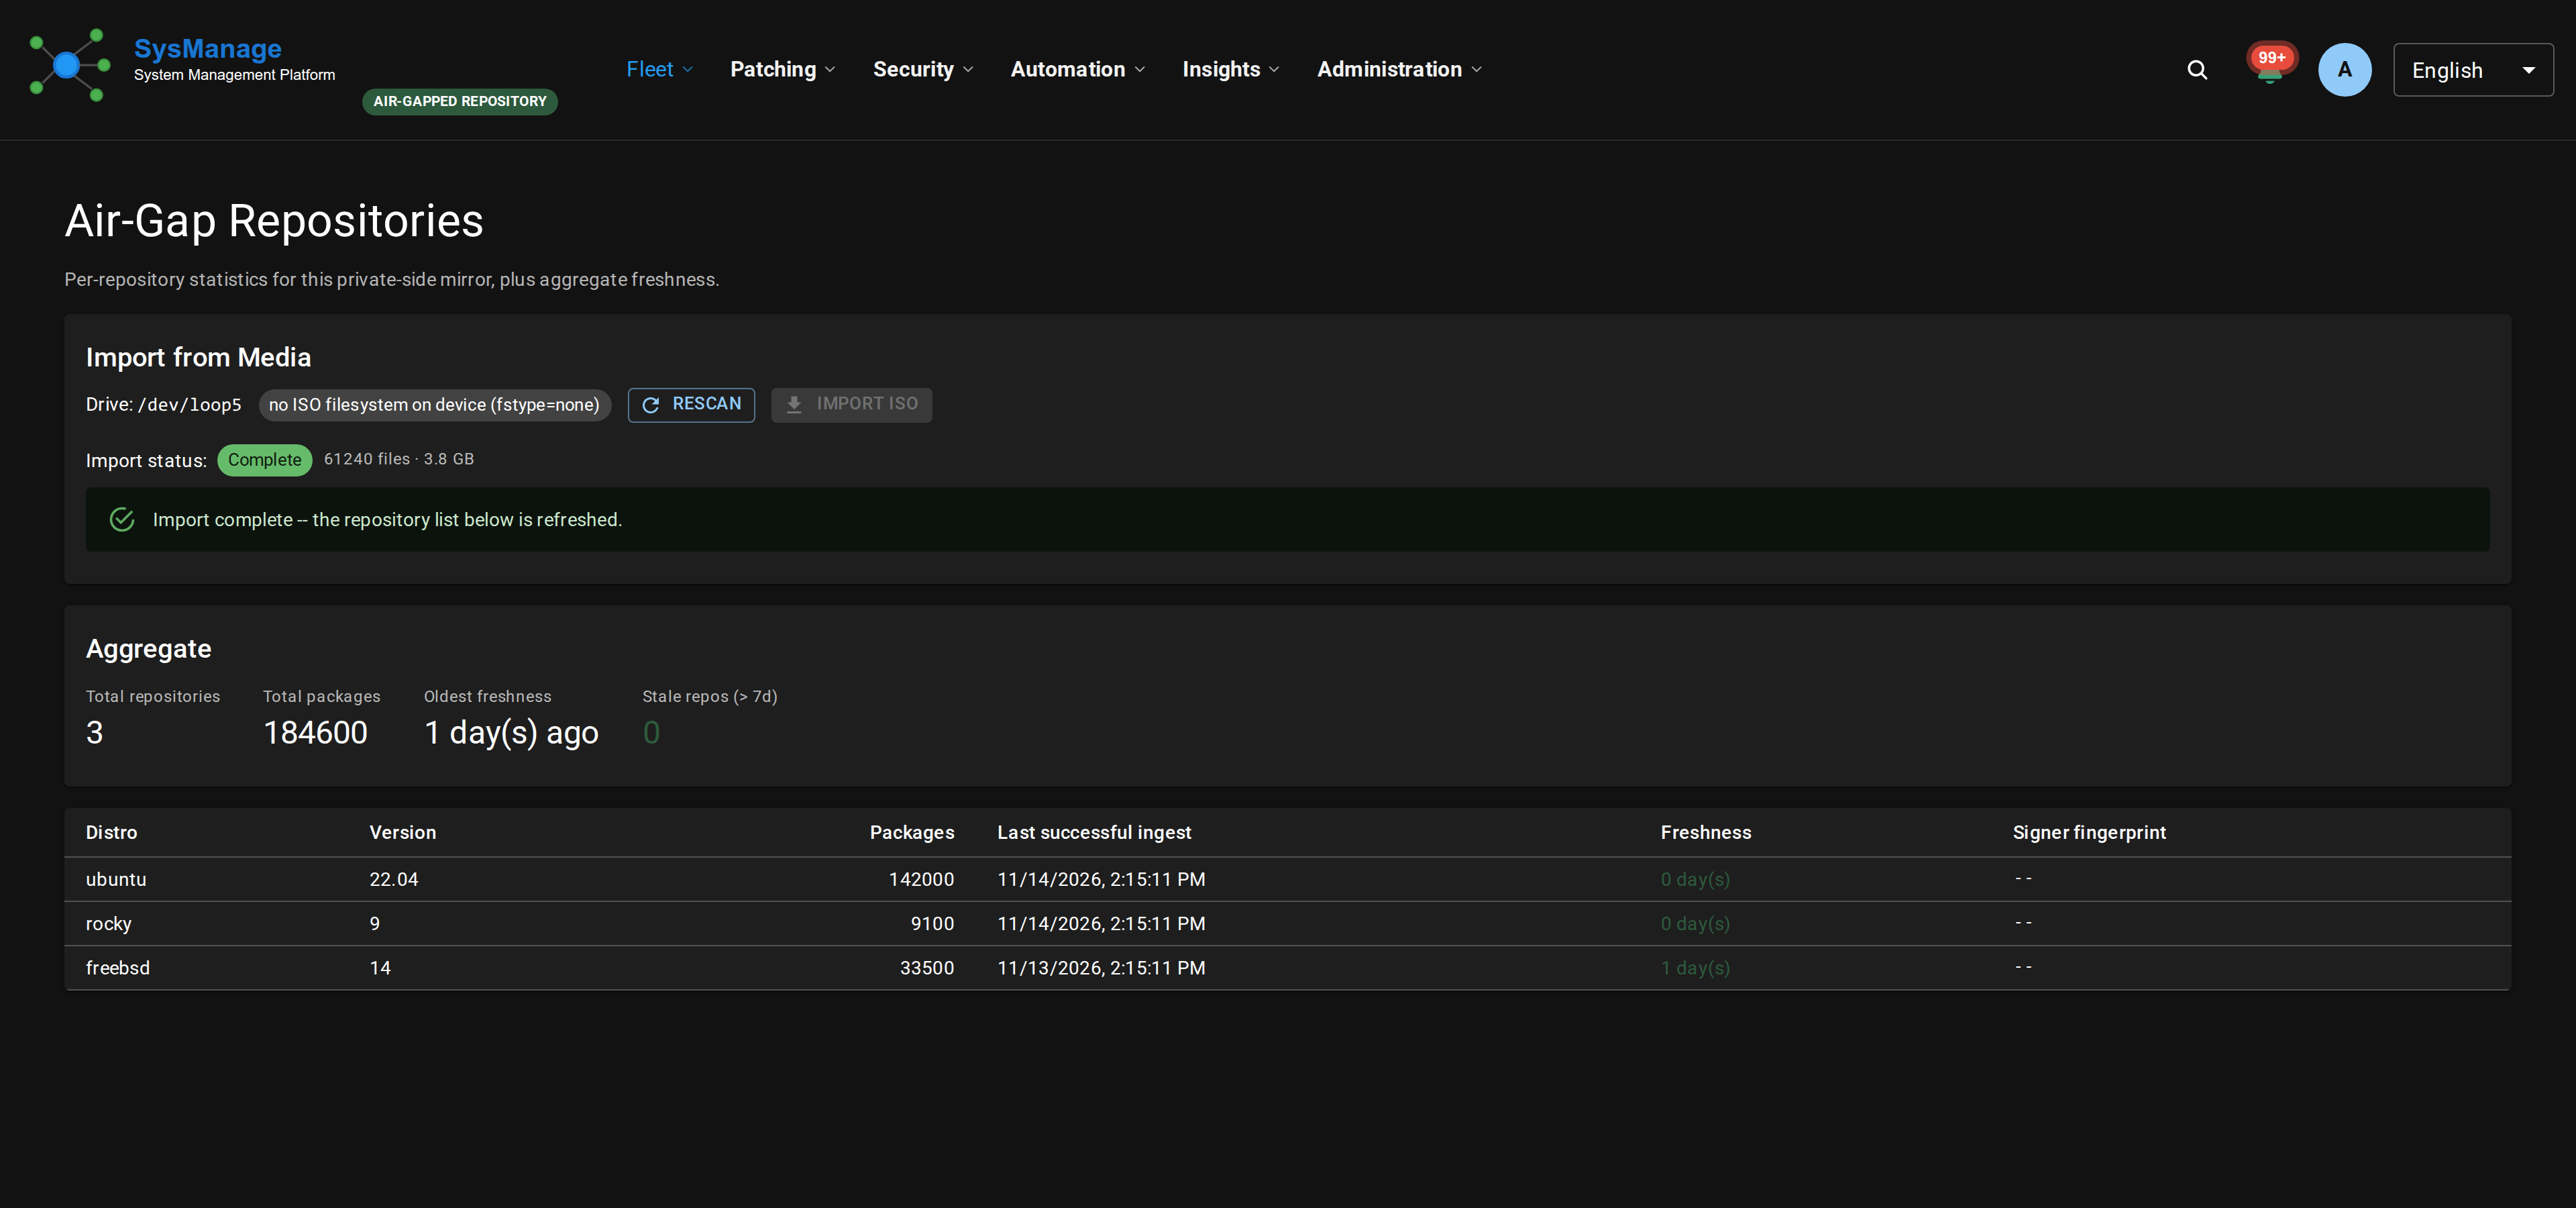 SysManage
System Management Platform
AIR-GAPPED REPOSITORY
Fleet Patching Security Automation Insights Administration
99+
A
English
Air-Gap Repositories
Per-repository statistics for this private-side mirror, plus aggregate freshness.
Import from Media
Drive: /dev/loop5 no ISO filesystem on device (fstype=none) RESCAN IMPORT ISO
Import status: Complete 61240 files · 3.8 GB
Import complete -- the repository list below is refreshed.
Aggregate
Total repositories Total packages Oldest freshness Stale repos (> 7d)
3 184600 1 day(s) ago 0
Distro Version Packages Last successful ingest Freshness Signer fingerprint
ubuntu 22.04 142000 11/14/2026, 2:15:11 PM 0 day(s) --
rocky 9 9100 11/14/2026, 2:15:11 PM 0 day(s) --
freebsd 14 33500 11/13/2026, 2:15:11 PM 1 day(s) --